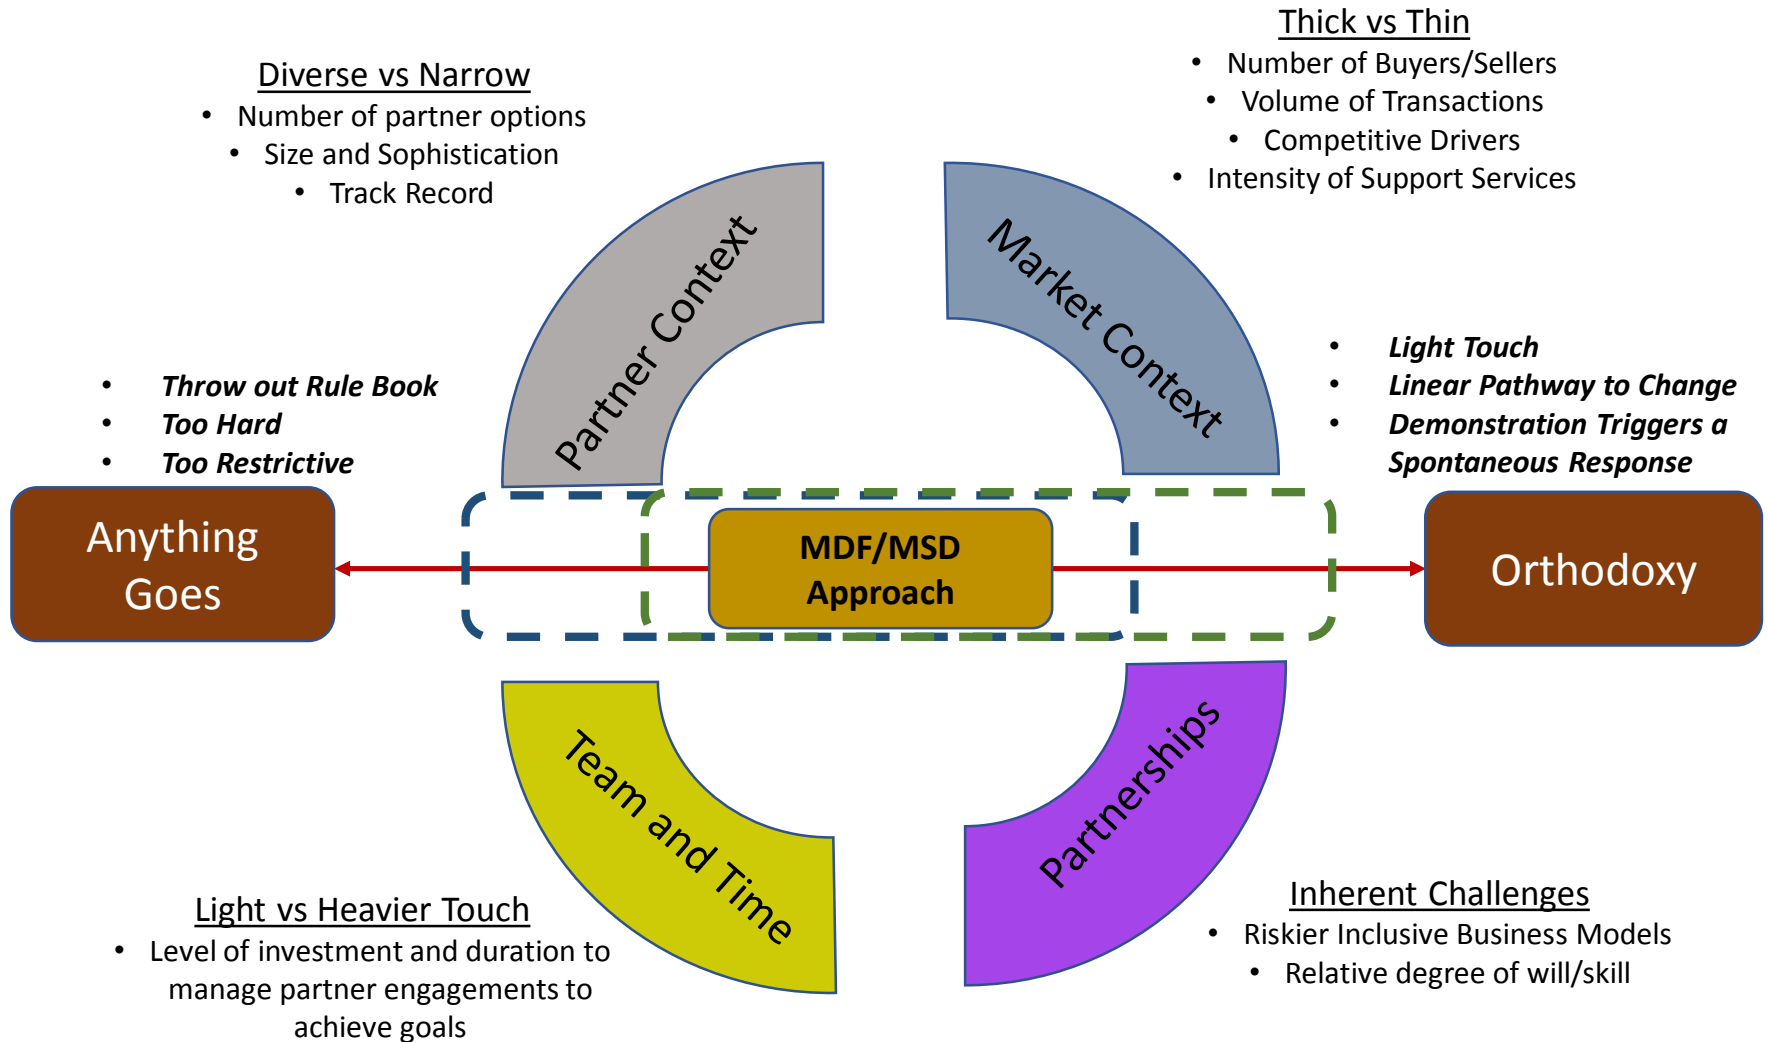 Thick vs Thin
• Number of Buyers/Sellers
• Volume of Transactions
• Competitive Drivers
• Intensity of Support Services
Diverse vs Narrow
• Number of partner options
• Size and Sophistication
• Track Record
Partner Context
Market Context
• Throw out Rule Book
• Too Hard
• Too Restrictive
• Light Touch
• Linear Pathway to Change
• Demonstration Triggers a
Spontaneous Response
Anything
Goes
MDF/MSD
Approach
Orthodoxy
Team and Time
Partnerships
Light vs Heavier Touch
• Level of investment and duration to
manage partner engagements to
achieve goals
Inherent Challenges
• Riskier Inclusive Business Models
• Relative degree of will/skill